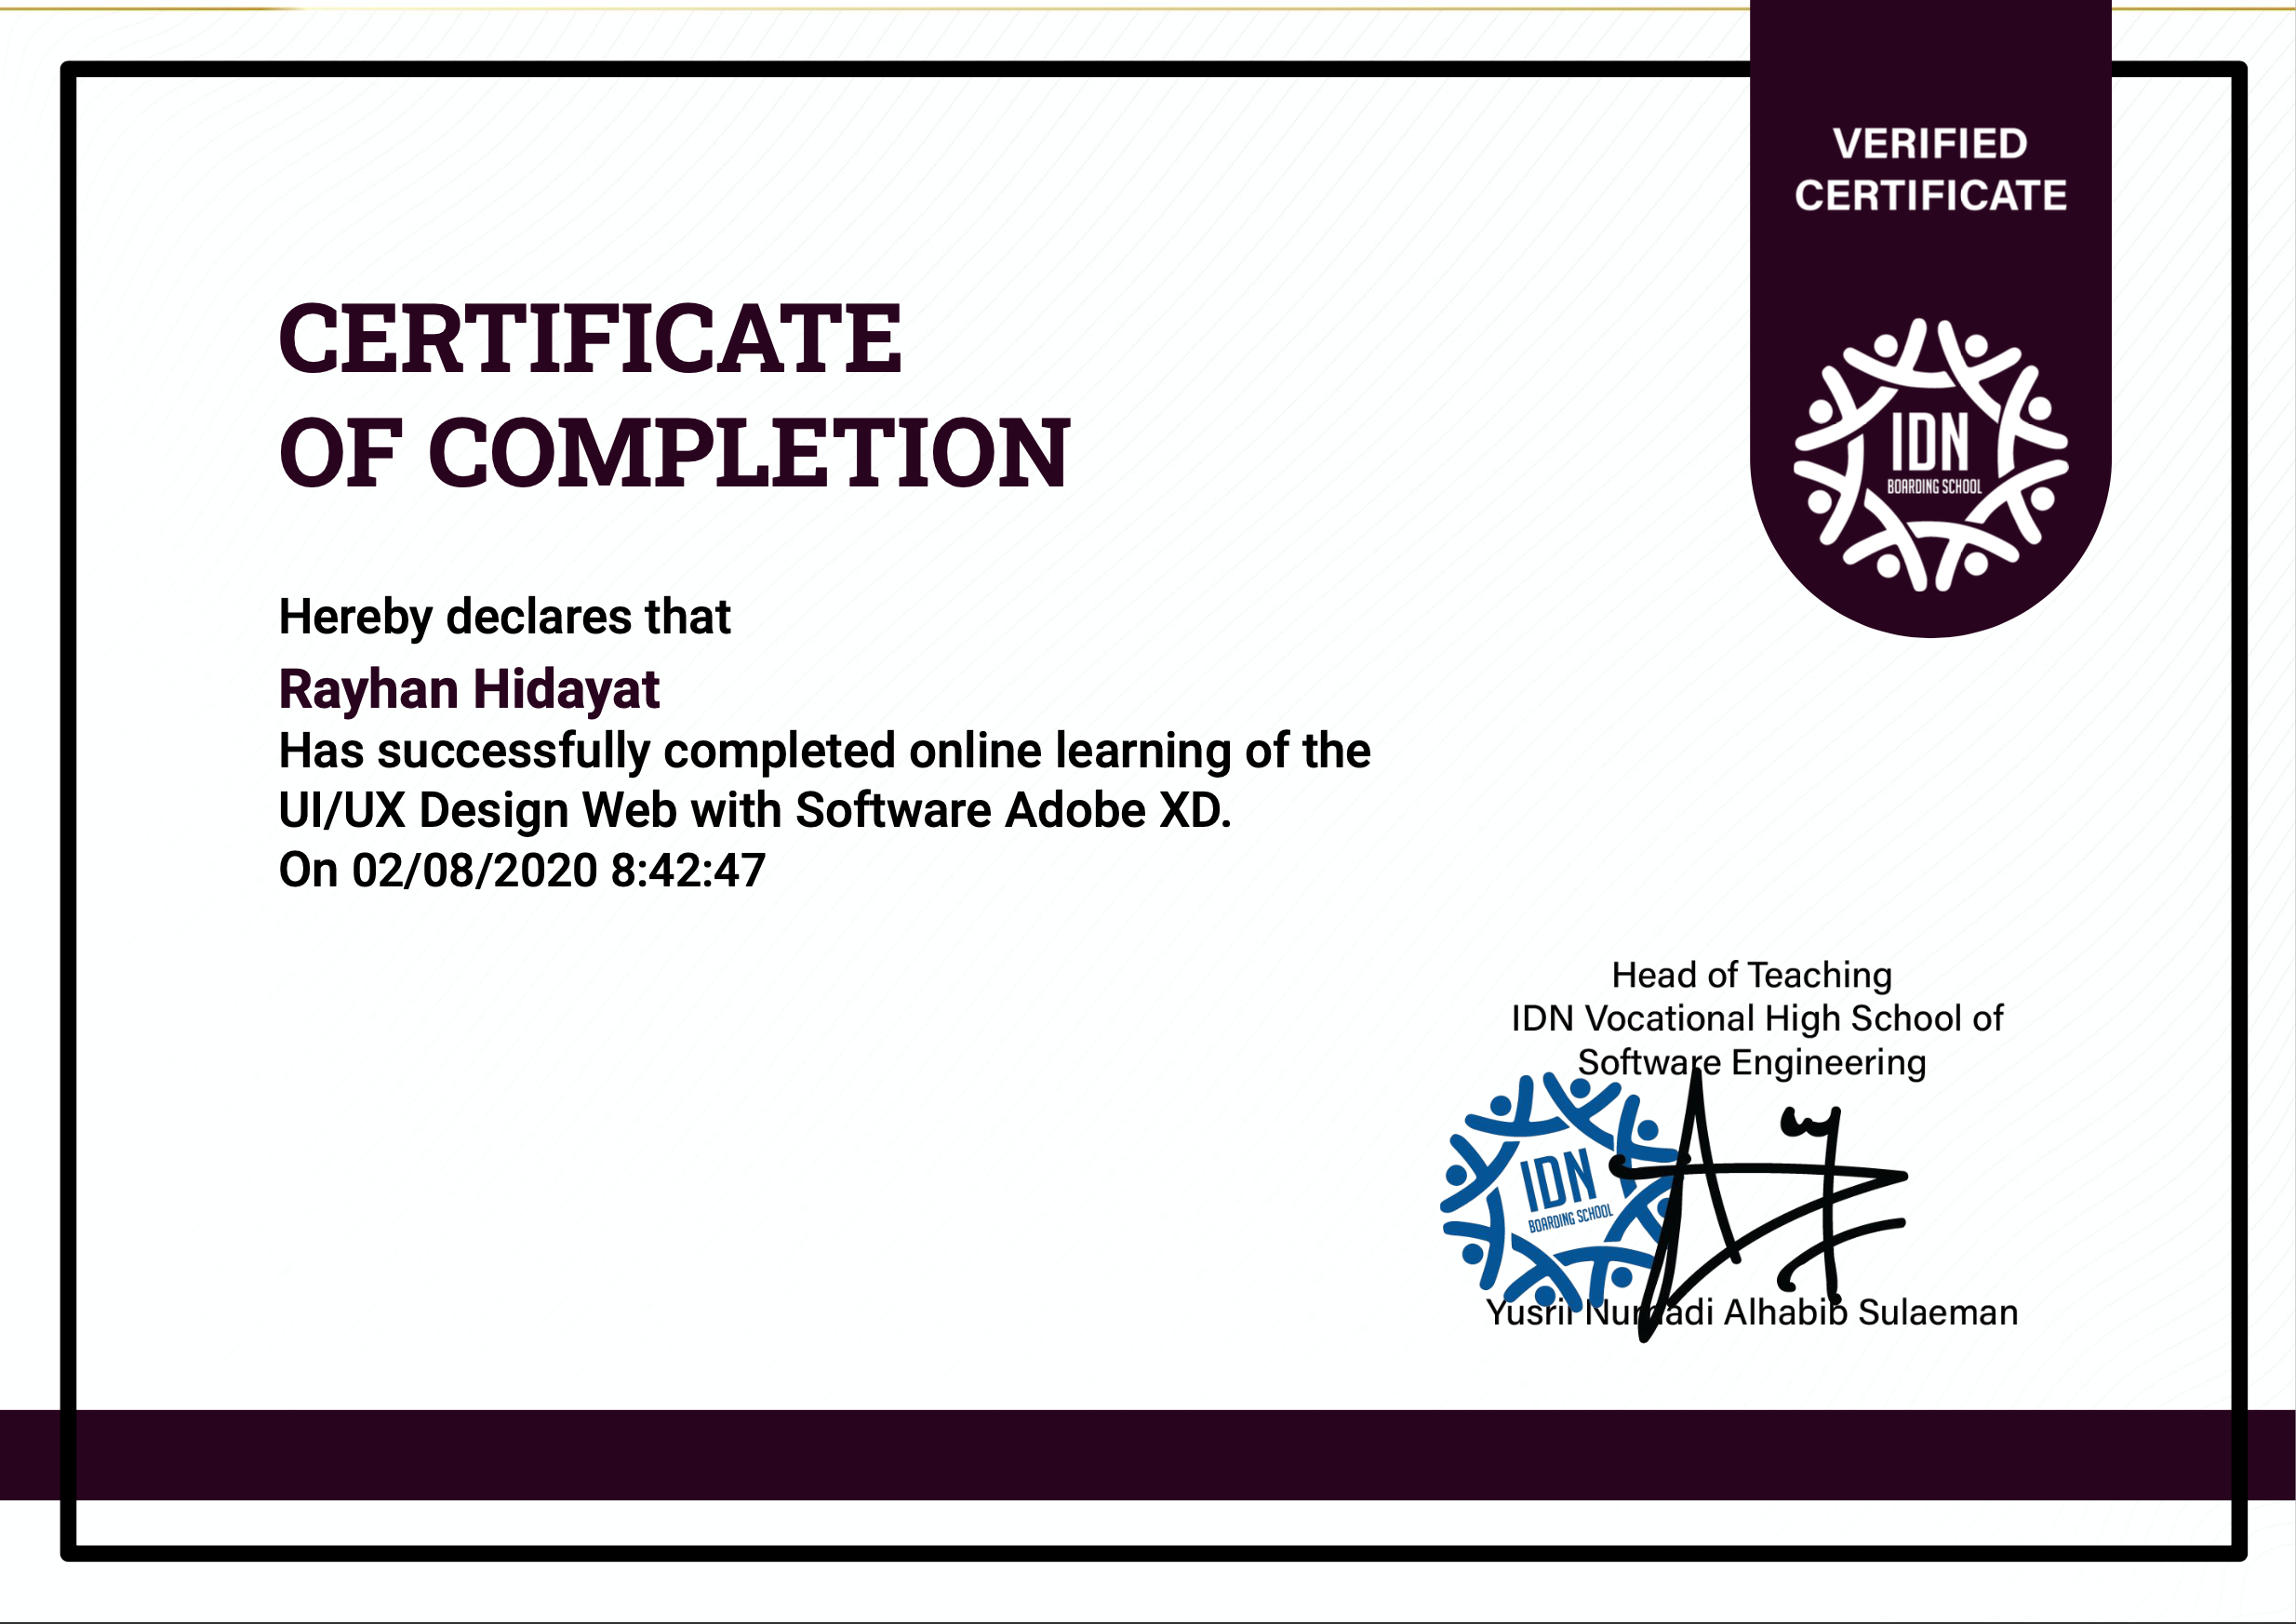 VERIFIED
CERTIFICATE
IDN
BOARDING SCHOOL
CERTIFICATE
OF COMPLETION
Hereby declares that
Rayhan Hidayat
Has successfully completed online learning of the
UI/UX Design Web with Software Adobe XD.
On 02/08/2020 8:42:47
Head of Teaching
IDN Vocational High School of
Software Engineering
IDN
BOARDING SCHOOL
Yusril Alhabib Sulaeman